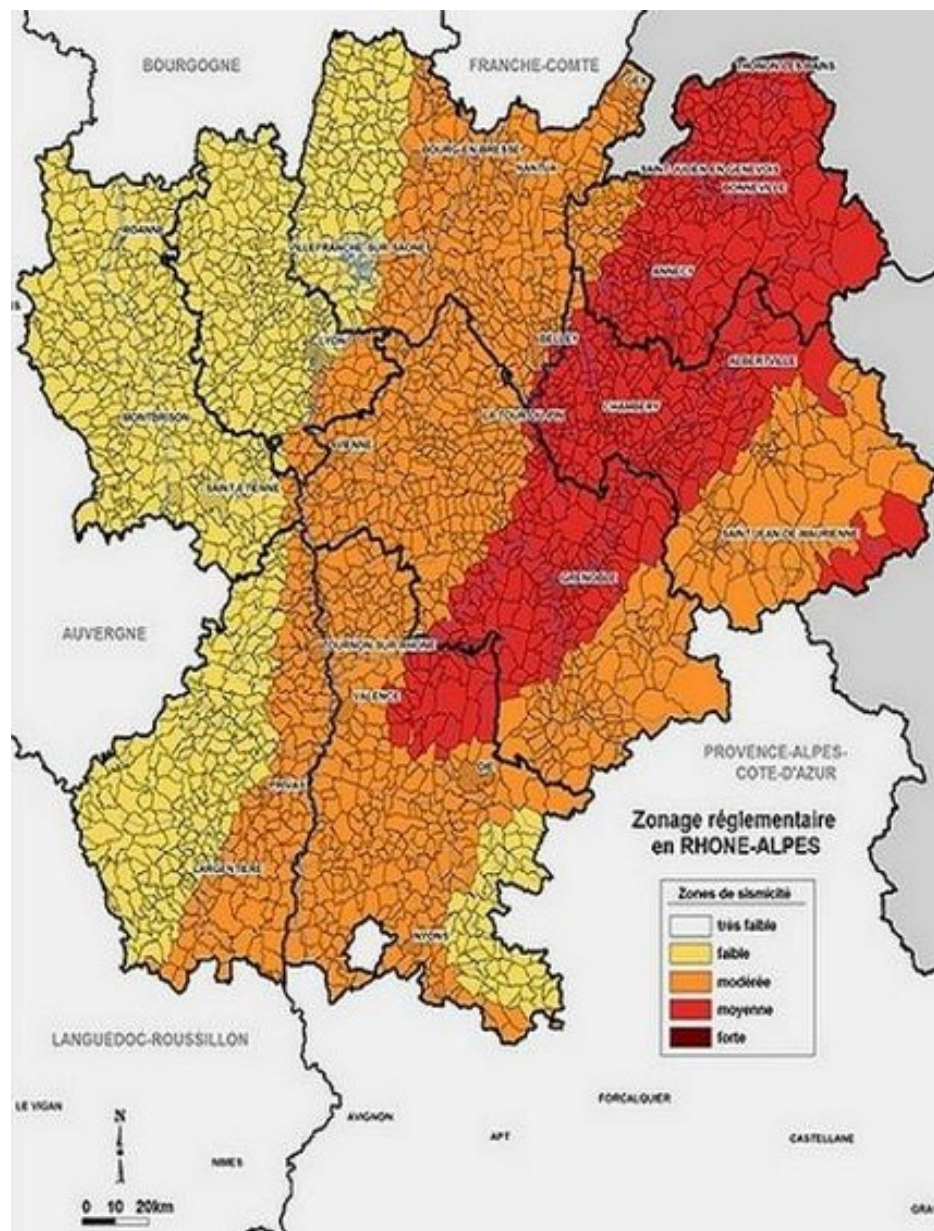 BOURGOGNE
FRANCHE-COMTE
GEX
THONON-LES-BAINS
BOURG-EN-BRESSE
NANTUA
SAINT-JULIEN-EN-GENEVOIX
BONNEVILLE
ROANNE
VILLEFRANCHE-SUR-SAONE
ANNECY
LYON
BELLEY
ALBERTVILLE
MONTBRISON
LA TOUR-DU-PIN
CHAMBERY
VIENNE
SAINT-ETIENNE
SAINT-JEAN-DE-MAURIENNE
GRENOBLE
AUVERGNE
TOURNON-SUR-RHONE
VALENCE
PROVENCE-ALPES-
COTE-D'AZUR
DIE
PRIVAS
Zonage réglementaire
en RHONE-ALPES
LARGENTIERE
Zones de sismicité
très faible
faible
NYONS
modérée
moyenne
forte
LANGUEDOC-ROUSSILLON
LE VIGAN
N
AVIGNON
FORCALQUIER
APT
CASTELLANE
NIMES
0 10 20km
GRA